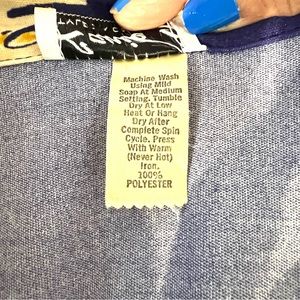 Machine Wash
Using Mild
Soap At Medium
Setting. Tumble
Dry At Low
Heat Or Hang
Dry After
Complete Spin
Cycle. Press
With Warm
(Never Hot)
Iron.
100%
POLYESTER